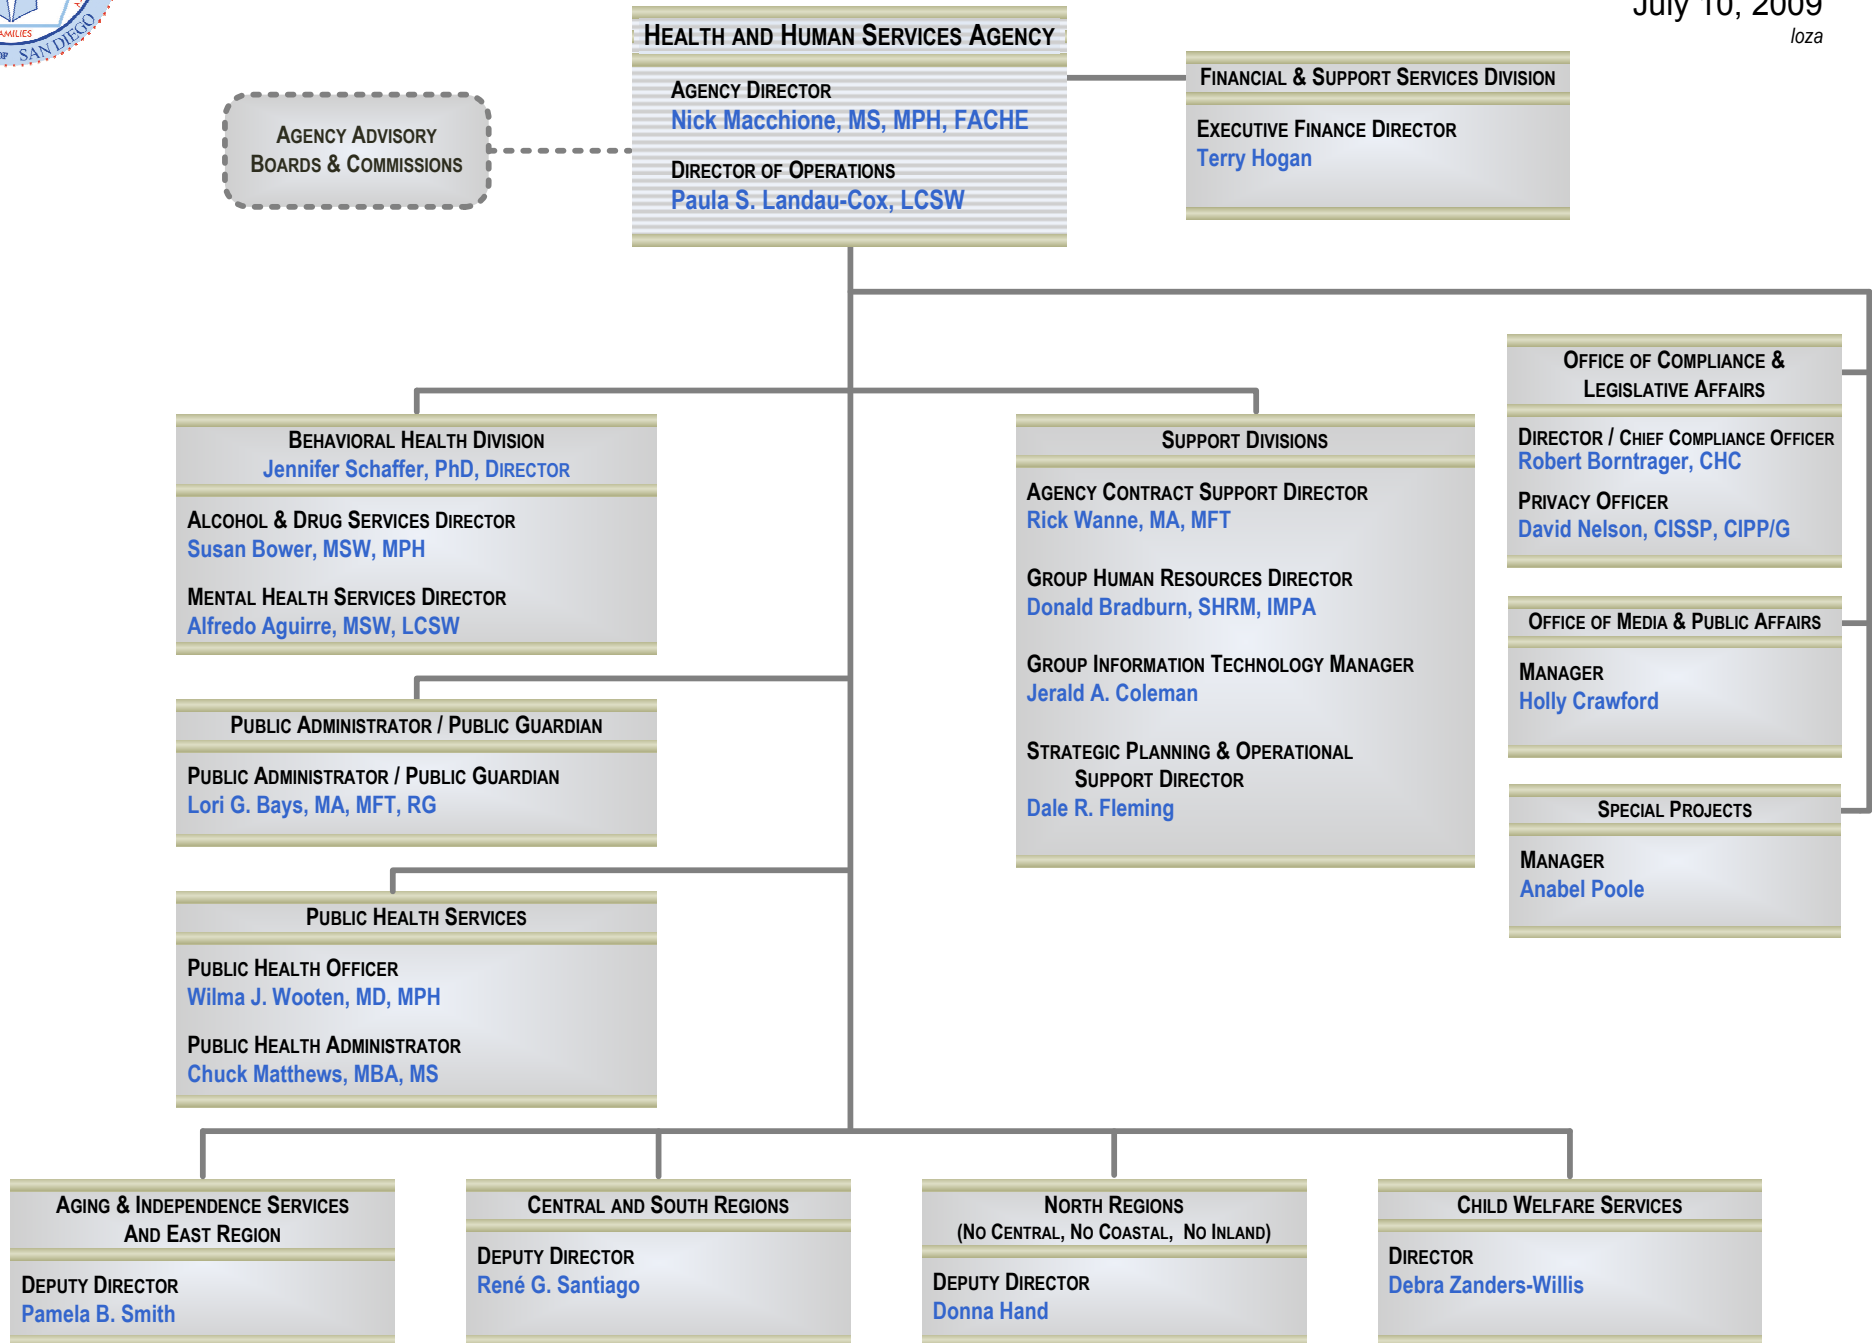 FAMILIES
OF SAN DIEGO
July 10, 2009
loza
HEALTH AND HUMAN SERVICES AGENCY
AGENCY DIRECTOR
Nick Macchione, MS, MPH, FACHE
DIRECTOR OF OPERATIONS
Paula S. Landau-Cox, LCSW
AGENCY ADVISORY
BOARDS & COMMISSIONS
FINANCIAL & SUPPORT SERVICES DIVISION
EXECUTIVE FINANCE DIRECTOR
Terry Hogan
OFFICE OF COMPLIANCE &
LEGISLATIVE AFFAIRS
DIRECTOR / CHIEF COMPLIANCE OFFICER
Robert Borntrager, CHC
PRIVACY OFFICER
David Nelson, CISSP, CIPP/G
OFFICE OF MEDIA & PUBLIC AFFAIRS
MANAGER
Holly Crawford
SPECIAL PROJECTS
MANAGER
Anabel Poole
BEHAVIORAL HEALTH DIVISION
Jennifer Schaffer, PhD, DIRECTOR
ALCOHOL & DRUG SERVICES DIRECTOR
Susan Bower, MSW, MPH
MENTAL HEALTH SERVICES DIRECTOR
Alfredo Aguirre, MSW, LCSW
SUPPORT DIVISIONS
AGENCY CONTRACT SUPPORT DIRECTOR
Rick Wanne, MA, MFT
GROUP HUMAN RESOURCES DIRECTOR
Donald Bradburn, SHRM, IMPA
GROUP INFORMATION TECHNOLOGY MANAGER
Jerald A. Coleman
STRATEGIC PLANNING & OPERATIONAL
SUPPORT DIRECTOR
Dale R. Fleming
PUBLIC ADMINISTRATOR / PUBLIC GUARDIAN
PUBLIC ADMINISTRATOR / PUBLIC GUARDIAN
Lori G. Bays, MA, MFT, RG
PUBLIC HEALTH SERVICES
PUBLIC HEALTH OFFICER
Wilma J. Wooten, MD, MPH
PUBLIC HEALTH ADMINISTRATOR
Chuck Matthews, MBA, MS
AGING & INDEPENDENCE SERVICES
AND EAST REGION
DEPUTY DIRECTOR
Pamela B. Smith
CENTRAL AND SOUTH REGIONS
DEPUTY DIRECTOR
René G. Santiago
NORTH REGIONS
(NO CENTRAL, NO COASTAL, NO INLAND)
DEPUTY DIRECTOR
Donna Hand
CHILD WELFARE SERVICES
DIRECTOR
Debra Zanders-Willis